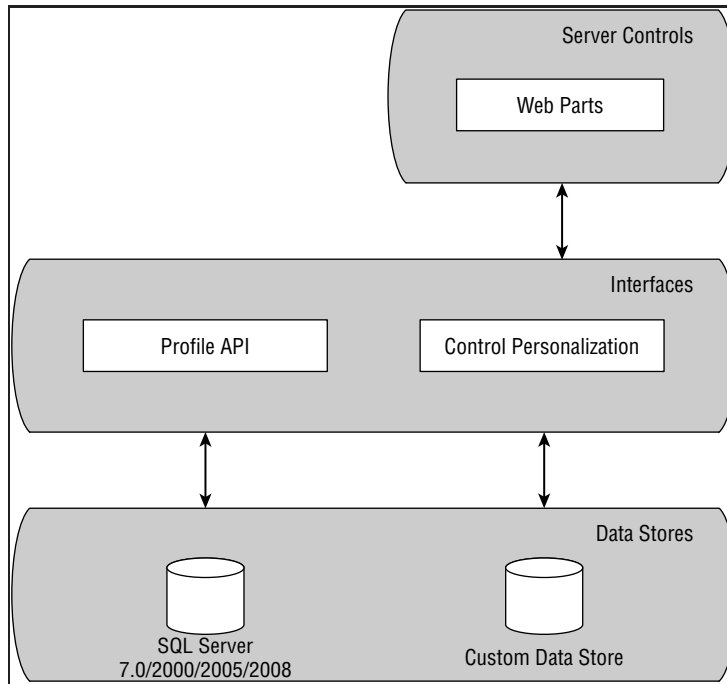 Server Controls
Web Parts
Interfaces
Profile API
Control Personalization
Data Stores
SQL Server
7.0/2000/2005/2008
Custom Data Store